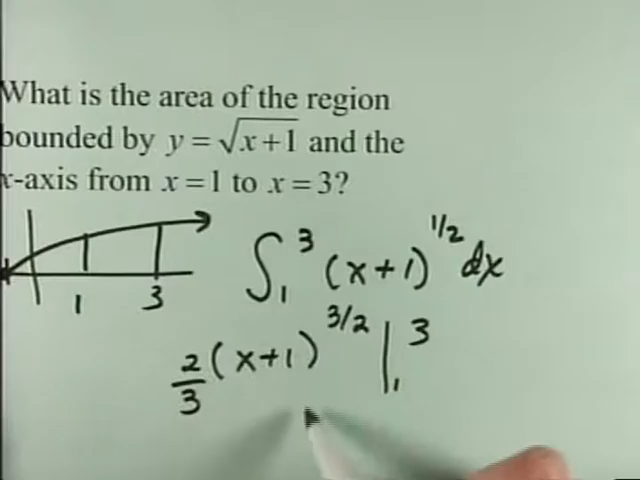 What is the area of the region
bounded by y = √x+1 and the
x-axis from x = 1 to x = 3?
1 3
∫₁³ (x+1)^1/2 dx
2/3 (x+1)^3/2 |₁³